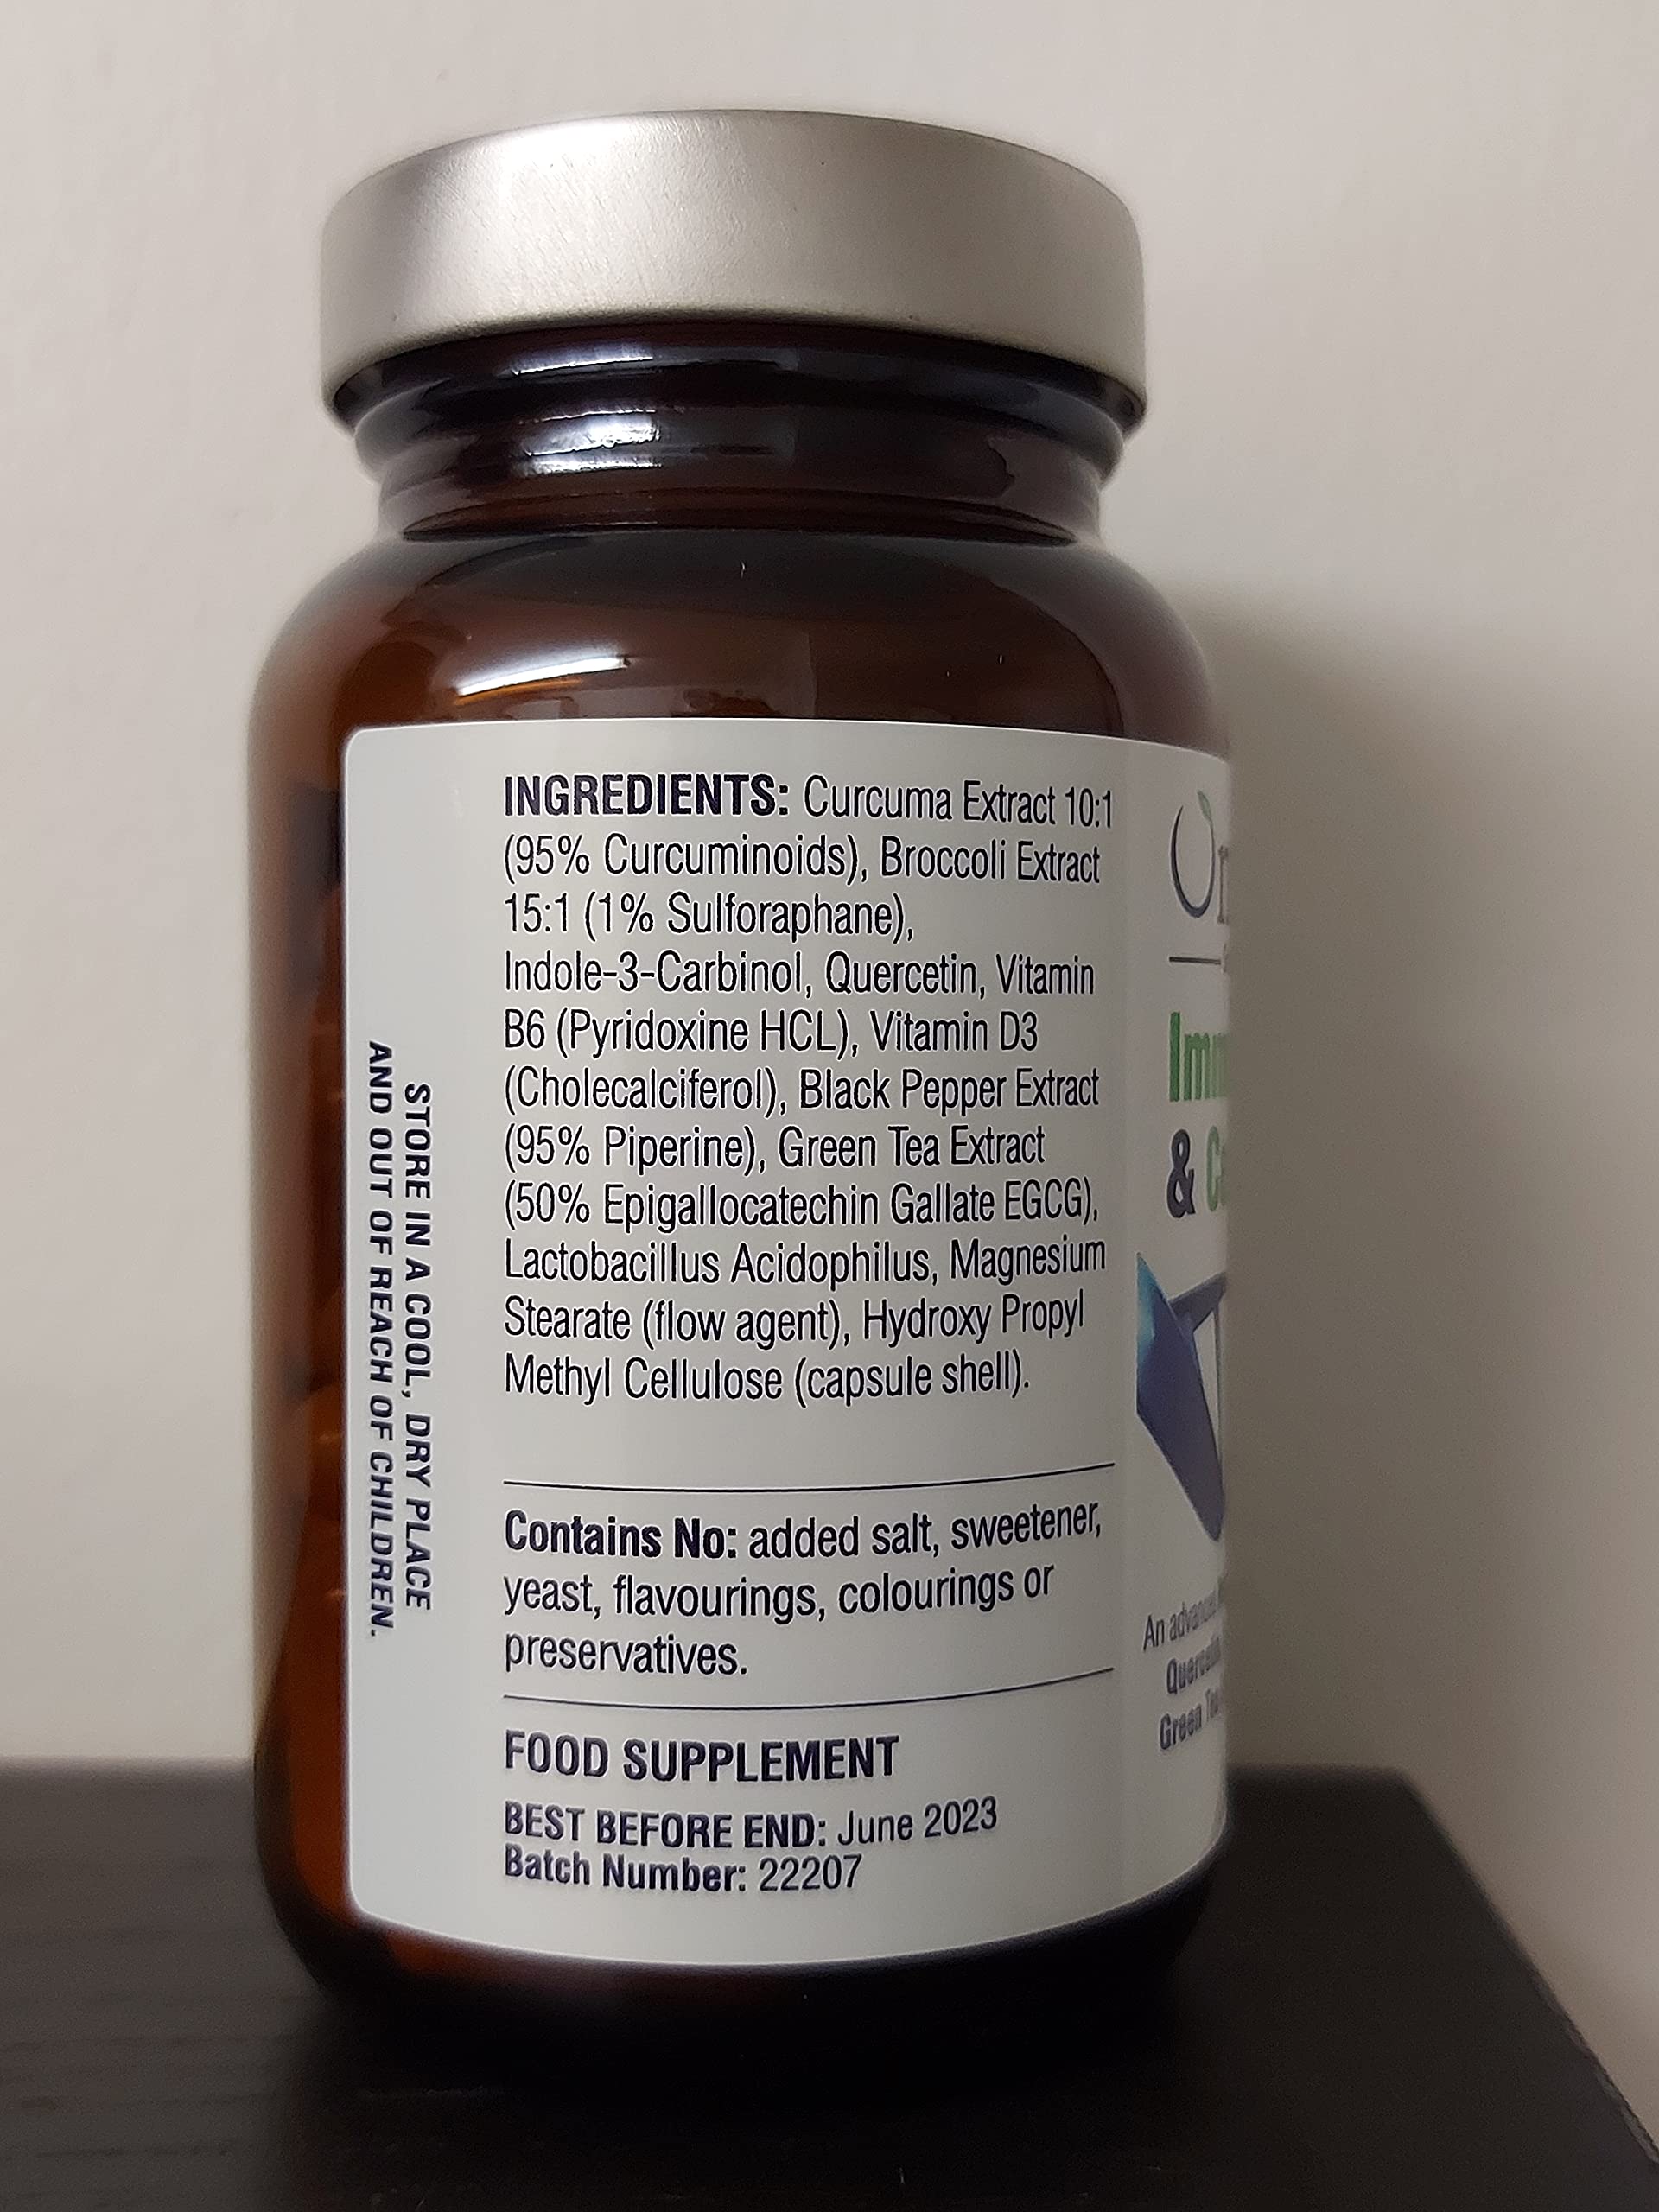 INGREDIENTS: Curcuma Extract 10:1
(95% Curcuminoids), Broccoli Extract
15:1 (1% Sulforaphane),
Indole-3-Carbinol, Quercetin, Vitamin
B6 (Pyridoxine HCL), Vitamin D3
(Cholecalciferol), Black Pepper Extract
(95% Piperine), Green Tea Extract
(50% Epigallocatechin Gallate EGCG),
Lactobacillus Acidophilus, Magnesium
Stearate (flow agent), Hydroxy Propyl
Methyl Cellulose (capsule shell).
Contains No: added salt, sweetener,
yeast, flavourings, colourings or
preservatives.
FOOD SUPPLEMENT
BEST BEFORE END: June 2023
Batch Number: 22207
STORE IN A COOL, DRY PLACE
AND OUT OF REACH OF CHILDREN.
&
An
Green